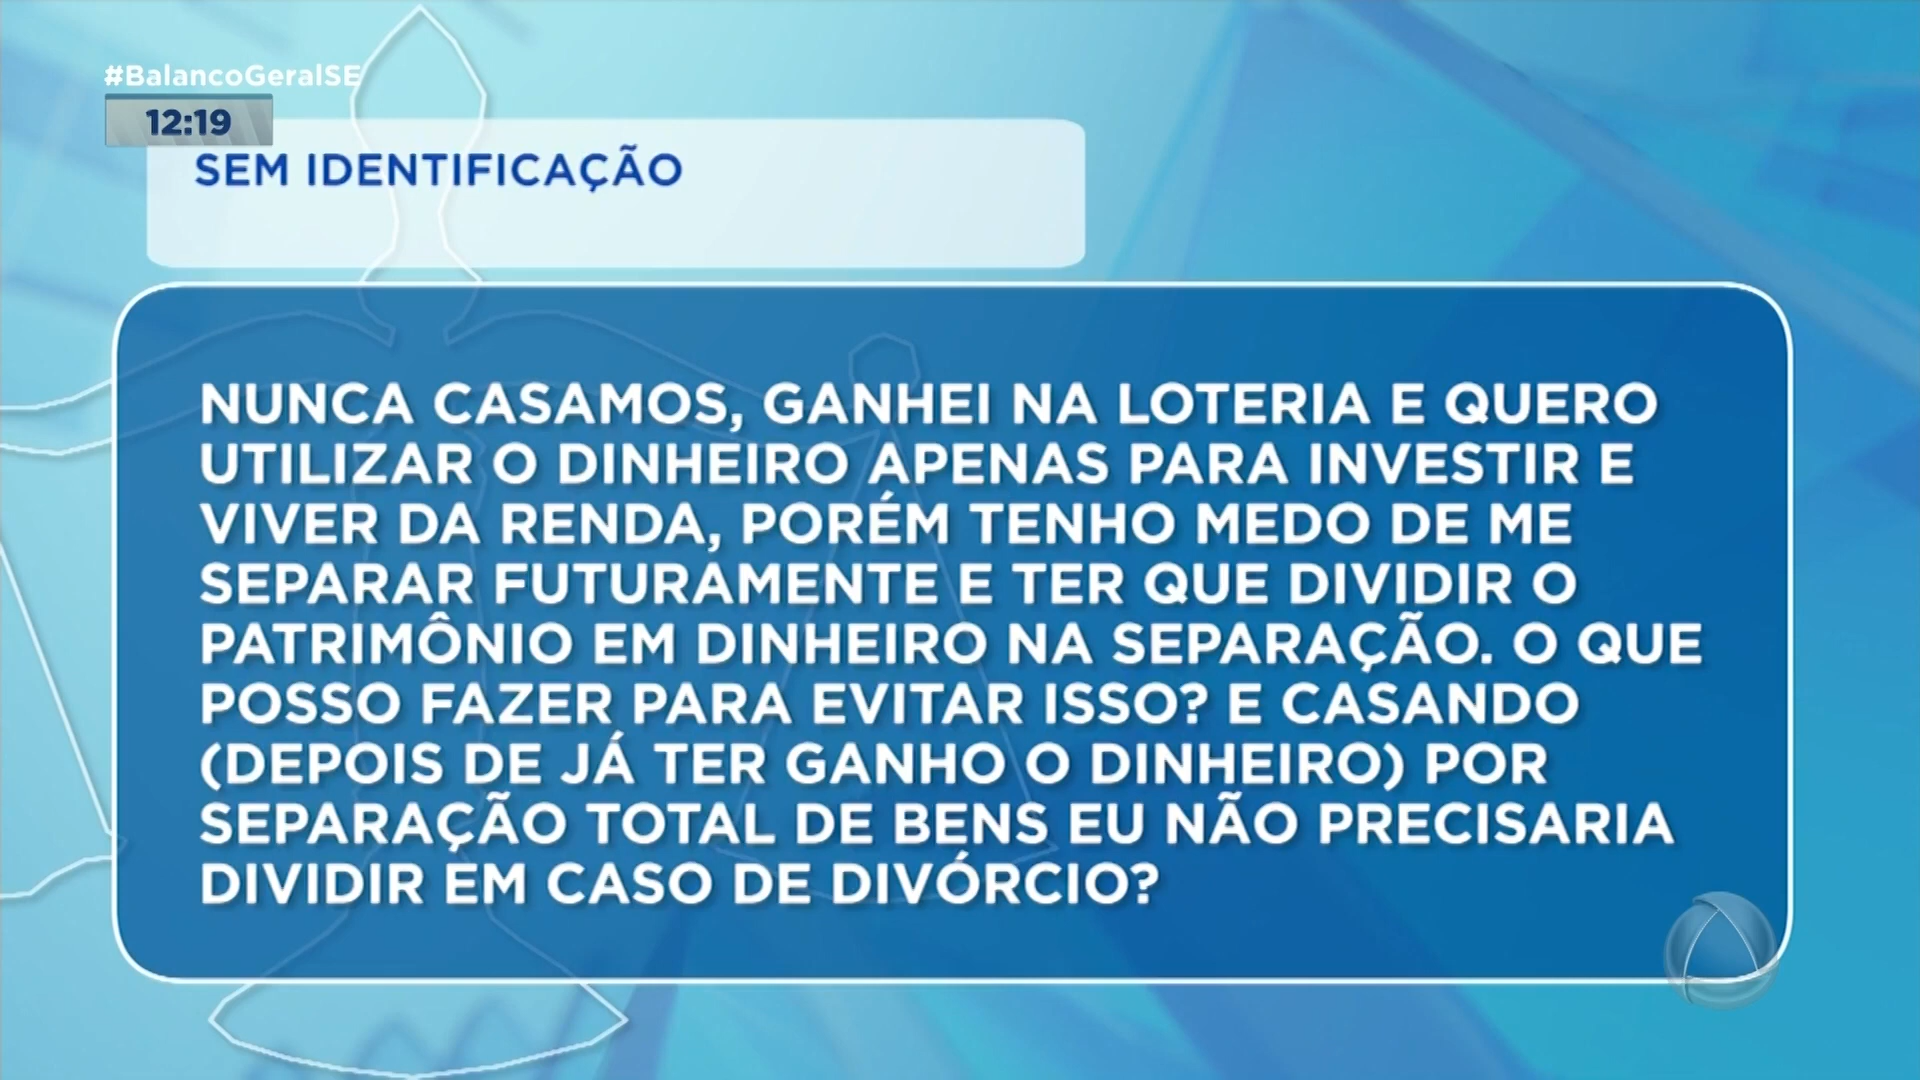 #BalancoGeralSE
12:19
SEM IDENTIFICAÇÃO
NUNCA CASAMOS, GANHEI NA LOTERIA E QUERO
UTILIZAR O DINHEIRO APENAS PARA INVESTIR E
VIVER DA RENDA, PORÉM TENHO MEDO DE ME
SEPARAR FUTURAMENTE E TER QUE DIVIDIR O
PATRIMÔNIO EM DINHEIRO NA SEPARAÇÃO. O QUE
POSSO FAZER PARA EVITAR ISSO? E CASANDO
(DEPOIS DE JÁ TER GANHO O DINHEIRO) POR
SEPARAÇÃO TOTAL DE BENS EU NÃO PRECISARIA
DIVIDIR EM CASO DE DIVÓRCIO?